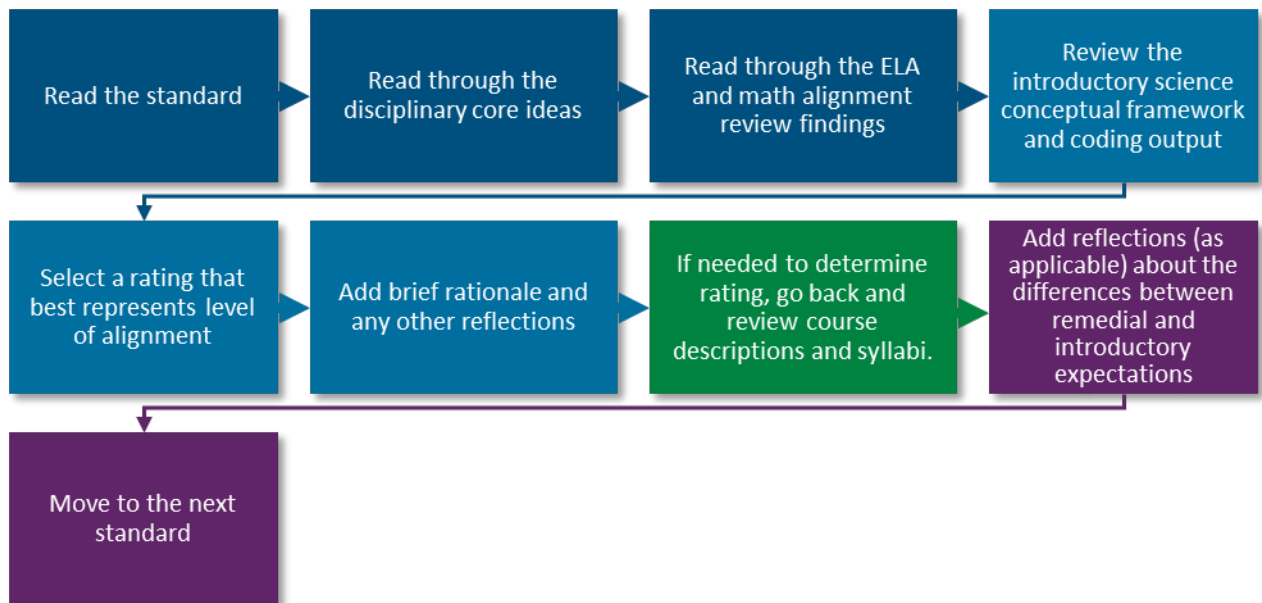 Read the standard
Read through the
disciplinary core ideas
Read through the ELA
and math alignment
review findings
Review the
introductory science
conceptual framework
and coding output
Select a rating that
best represents level
of alignment
Add brief rationale and
any other reflections
If needed to determine
rating, go back and
review course
descriptions and syllabi.
Add reflections (as
applicable) about the
differences between
remedial and
introductory
expectations
Move to the next
standard